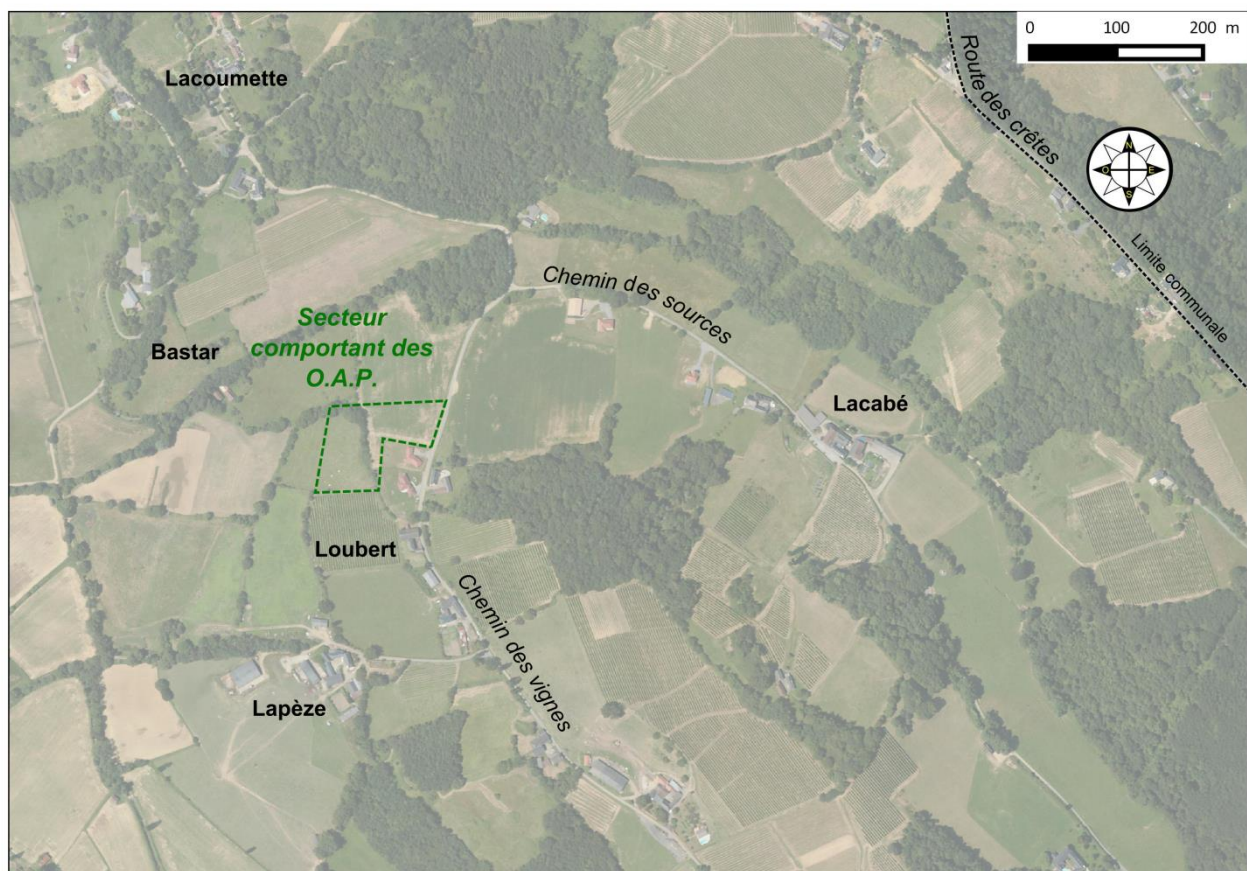 0 100 200 m
Route des crêtes
Lacoumette
N
O E
S
Limite communale
Chemin des sources
Secteur
comportant des
O.A.P.
Bastar
Lacabé
Loubert
Chemin des vignes
Lapèze